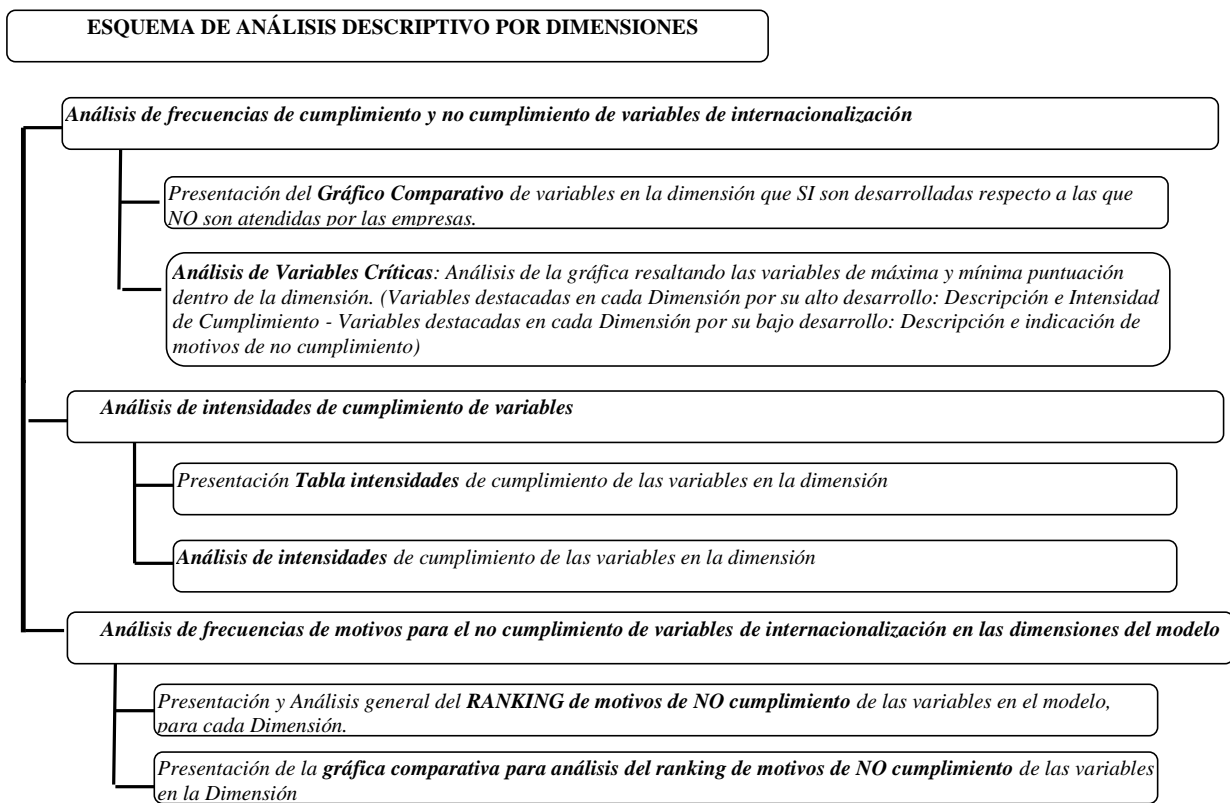 ESQUEMA DE ANÁLISIS DESCRIPTIVO POR DIMENSIONES
Análisis de frecuencias de cumplimiento y no cumplimiento de variables de internacionalización
Presentación del Gráfico Comparativo de variables en la dimensión que SI son desarrolladas respecto a las que
NO son atendidas por las empresas.
Análisis de Variables Críticas: Análisis de la gráfica resaltando las variables de máxima y mínima puntuación
dentro de la dimensión. (Variables destacadas en cada Dimensión por su alto desarrollo: Descripción e Intensidad
de Cumplimiento - Variables destacadas en cada Dimensión por su bajo desarrollo: Descripción e indicación de
motivos de no cumplimiento)
Análisis de intensidades de cumplimiento de variables
Presentación Tabla intensidades de cumplimiento de las variables en la dimensión
Análisis de intensidades de cumplimiento de las variables en la dimensión
Análisis de frecuencias de motivos para el no cumplimiento de variables de internacionalización en las dimensiones del modelo
Presentación y Análisis general del RANKING de motivos de NO cumplimiento de las variables en el modelo,
para cada Dimensión.
Presentación de la gráfica comparativa para análisis del ranking de motivos de NO cumplimiento de las variables
en la Dimensión